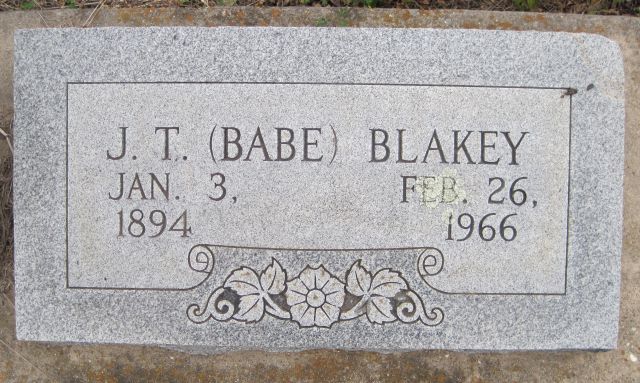 J. T. (BABE) BLAKEY
JAN. 3, FEB. 26,
1894 1966